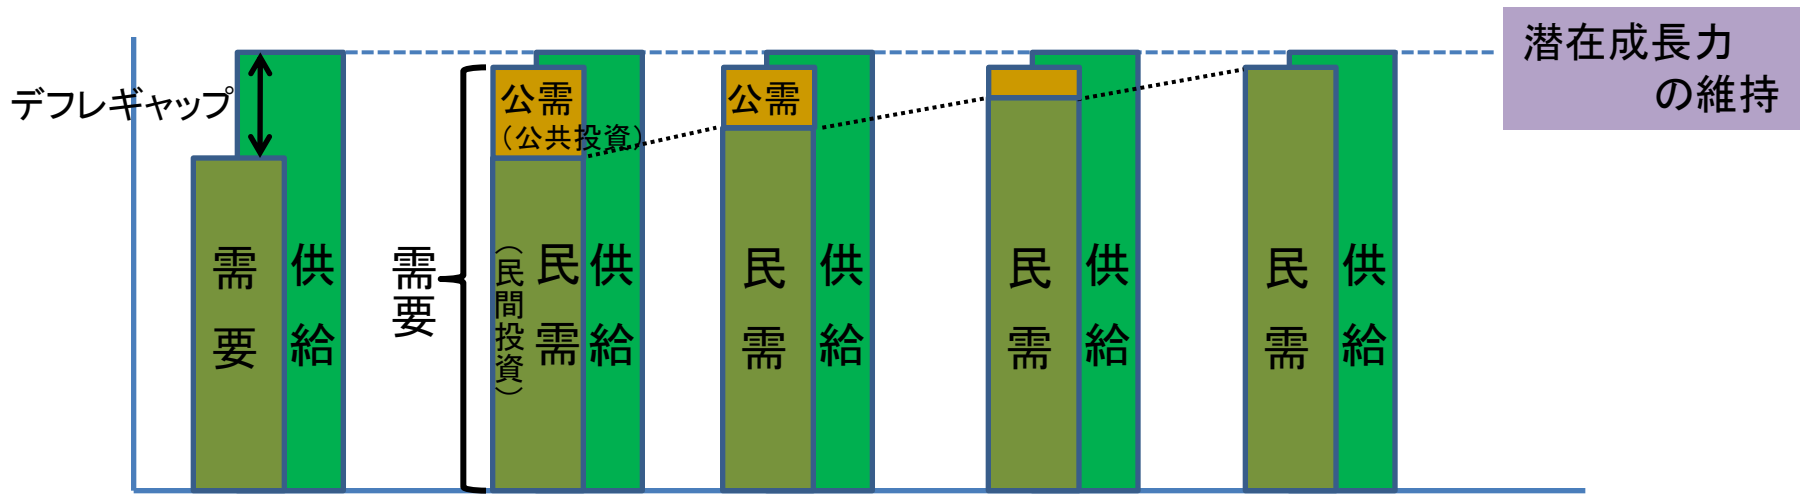 潜在成長力
の維持
デフレギャップ
需要
供給
需要
公需
（公共投資）
民需
（民間投資）
供給
公需
民需
供給
民需
供給
民需
供給